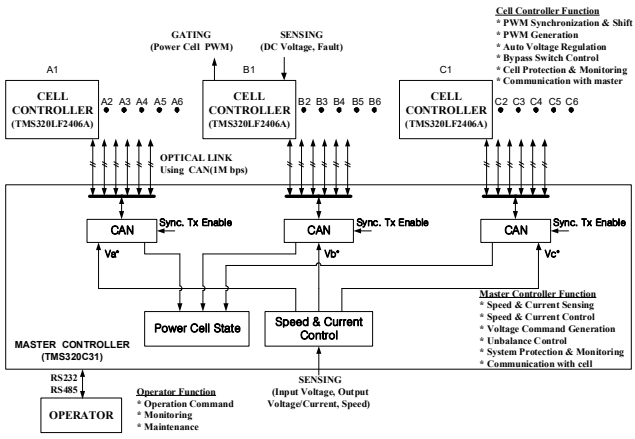 Cell Controller Function
* PWM Synchronization & Shift
* PWM Generation
* Auto Voltage Regulation
* Bypass Switch Control
* Cell Protection & Monitoring
* Communication with master
GATING
(Power Cell PWM)
SENSING
(DC Voltage, Fault)
A1
CELL
CONTROLLER
(TMS320LF2406A)
A2 A3 A4 A5 A6
B1
CELL
CONTROLLER
(TMS320LF2406A)
B2 B3 B4 B5 B6
C1
CELL
CONTROLLER
(TMS320LF2406A)
C2 C3 C4 C5 C6
OPTICAL LINK
Using CAN(1M bps)
CAN
Sync. Tx Enable
CAN
Sync. Tx Enable
CAN
Sync. Tx Enable
Va*
Vb*
Vc*
Power Cell State
Speed & Current
Control
Master Controller Function
* Speed & Current Sensing
* Speed & Current Control
* Voltage Command Generation
* Unbalance Control
* System Protection & Monitoring
* Communication with cell
MASTER CONTROLLER
(TMS320C31)
RS232
RS485
SENSING
(Input Voltage, Output
Voltage/Current, Speed)
OPERATOR
Operator Function
* Operation Command
* Monitoring
* Maintenance